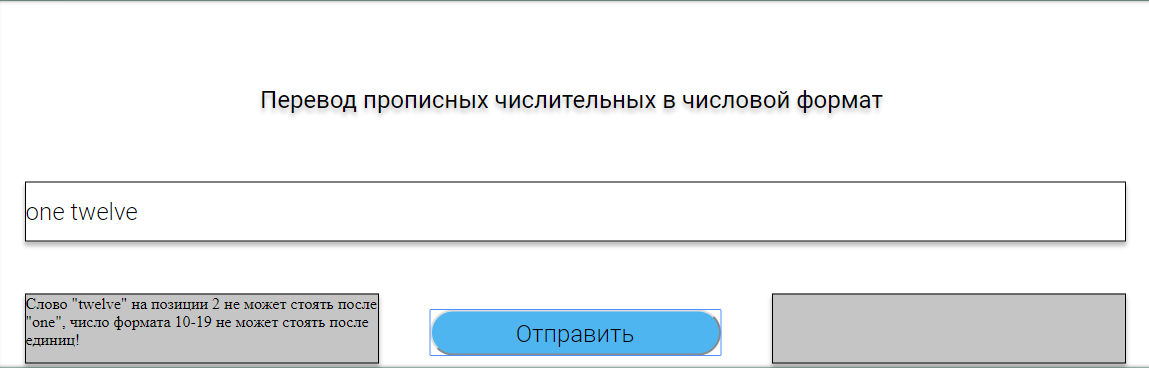 Перевод прописных числительных в числовой формат
one twelve
Слово "twelve" на позиции 2 не может стоять после
"one", число формата 10-19 не может стоять после
единиц!
Отправить